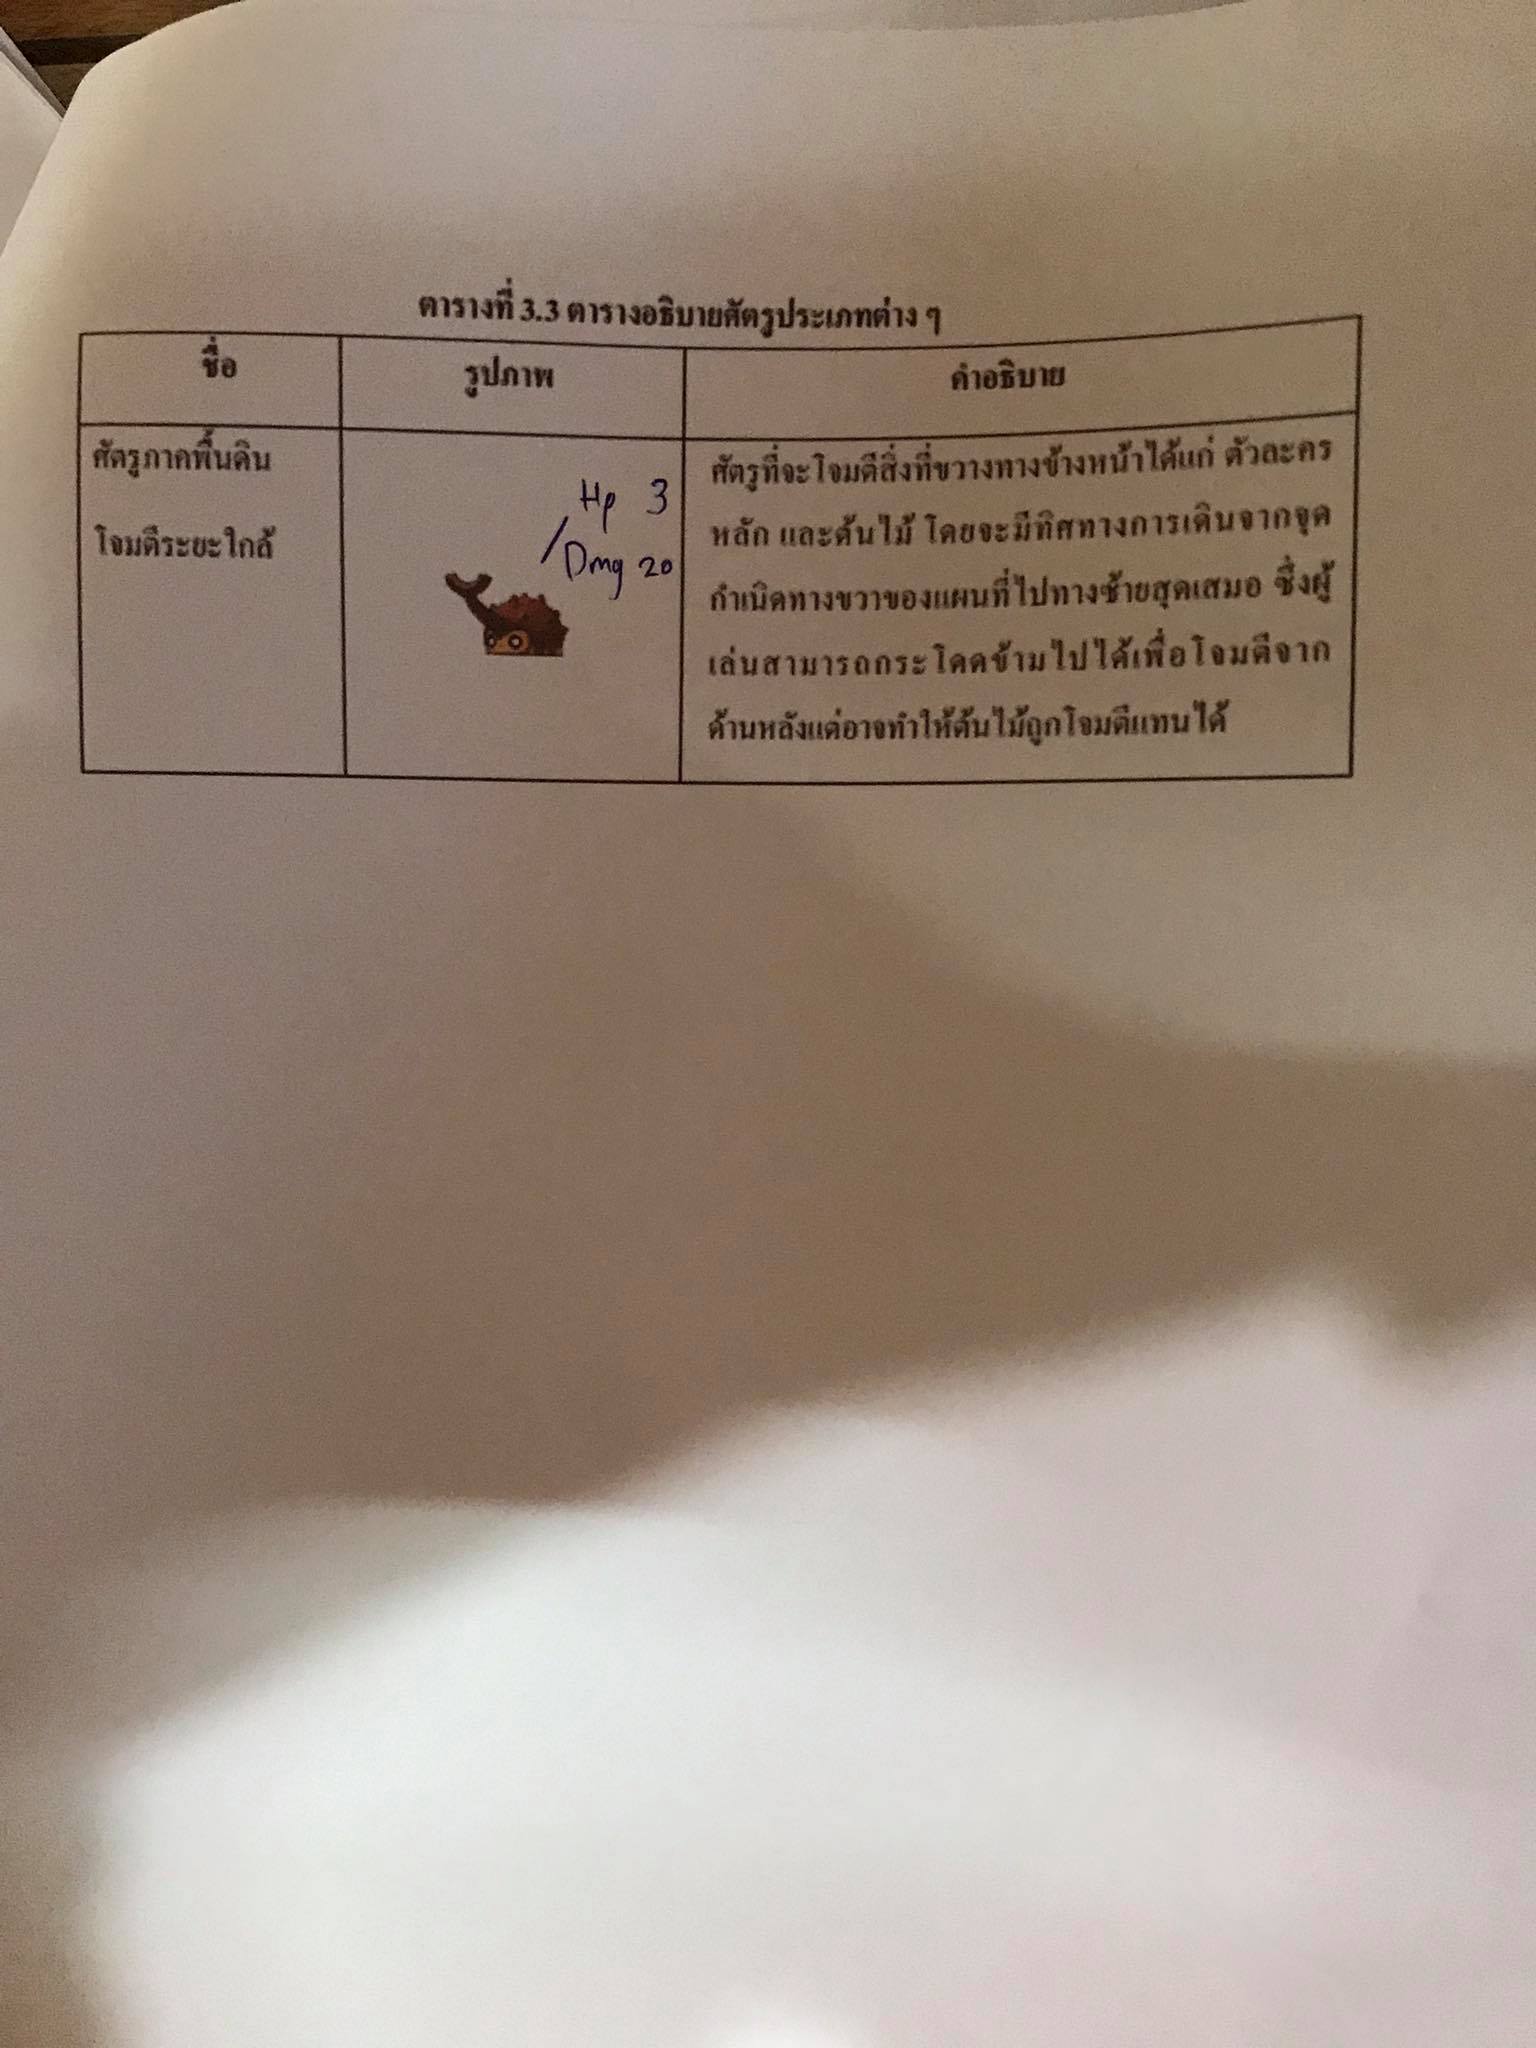 ตารางที่ 3.3 ตารางอธิบายศัตรูประเภทต่าง ๆ
ชื่อ รูปภาพ คำอธิบาย
ศัตรูภาคพื้นดิน
โจมตีระยะใกล้
Hp 3
Dmg 20
ศัตรูที่จะโจมตีสิ่งที่ขวางทางข้างหน้าได้แก่ ตัวละคร
หลัก และต้นไม้ โดยจะมีทิศทางการเดินจากจุด
กำเนิดทางขวาของแผนที่ไปทางซ้ายสุดเสมอ ซึ่งผู้
เล่นสามารถกระโดดข้ามไปได้เพื่อโจมตีจาก
ด้านหลังแต่อาจทำให้ต้นไม้ถูกโจมตีแทนได้